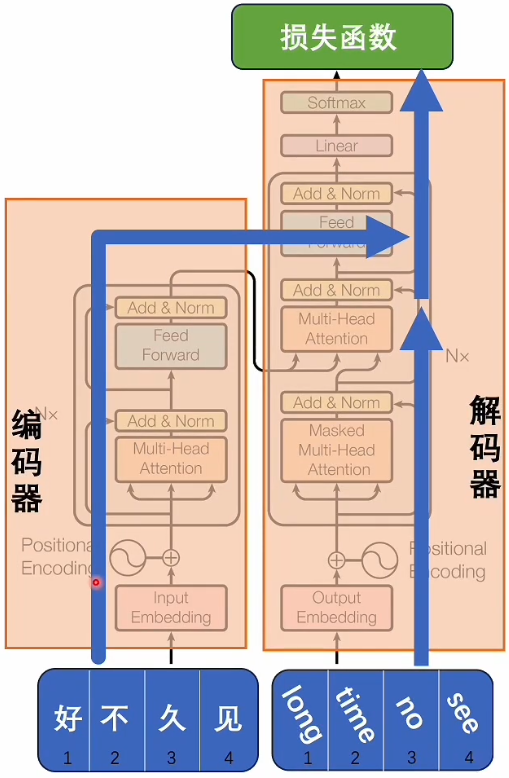 损失函数
Softmax
Linear
Add & Norm
Feed
Forward
Add & Norm
Multi-Head
Attention
Add & Norm
Masked
Multi-Head
Attention
N×
解码器
Positional
Encoding
Output
Embedding
Add & Norm
Feed
Forward
Add & Norm
Multi-Head
Attention
N×
编码器
Positional
Encoding
Input
Embedding
好 不 久 见
1 2 3 4
long time no see
1 2 3 4